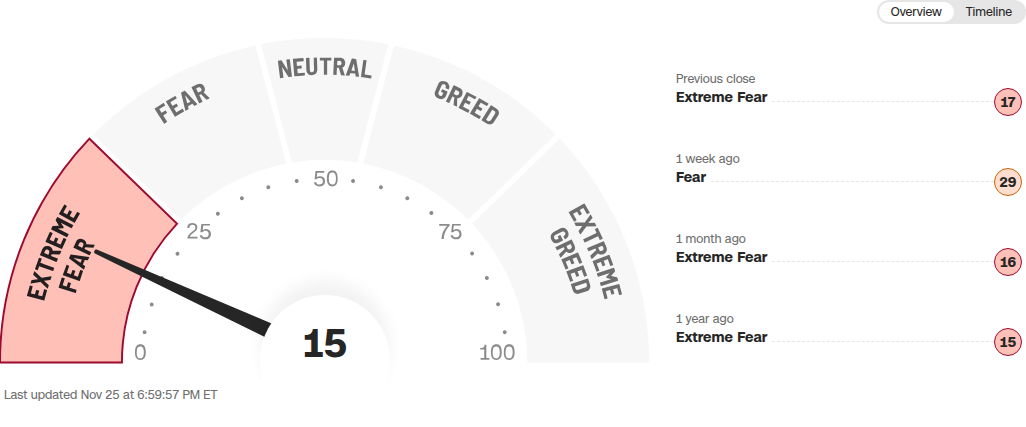 Overview
Timeline
EXTREME
FEAR
FEAR
NEUTRAL
GREED
EXTREME
GREED
0
25
50
75
100
15
Last updated Nov 25 at 6:59:57 PM ET
Previous close
Extreme Fear 17
1 week ago
Fear 29
1 month ago
Extreme Fear 16
1 year ago
Extreme Fear 15